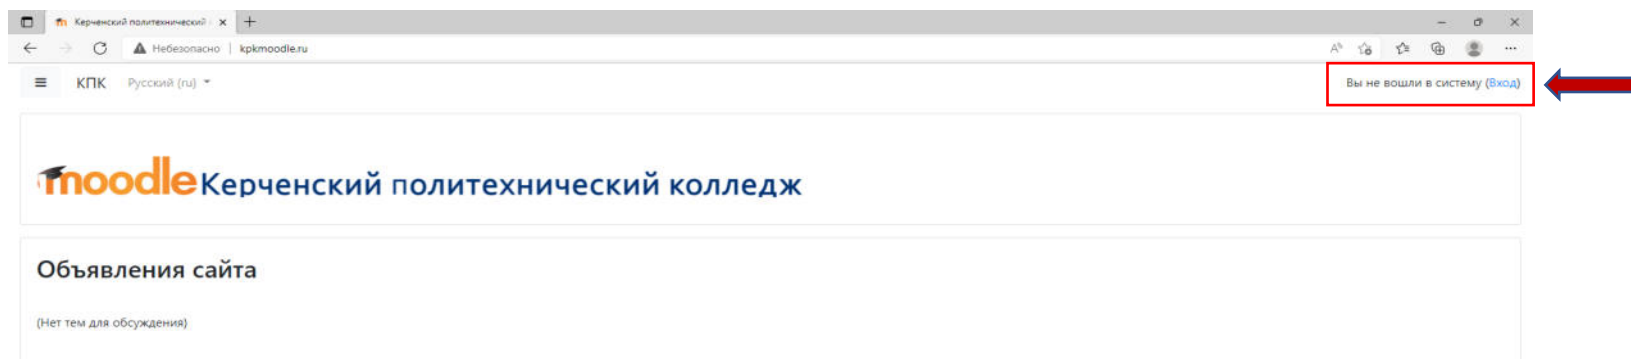 Керченский политехнический
Небезопасно | kpkmoodle.ru
КПК Русский (ru)
Вы не вошли в систему (Вход)
moodle Керченский политехнический колледж
Объявления сайта
(Нет тем для обсуждения)